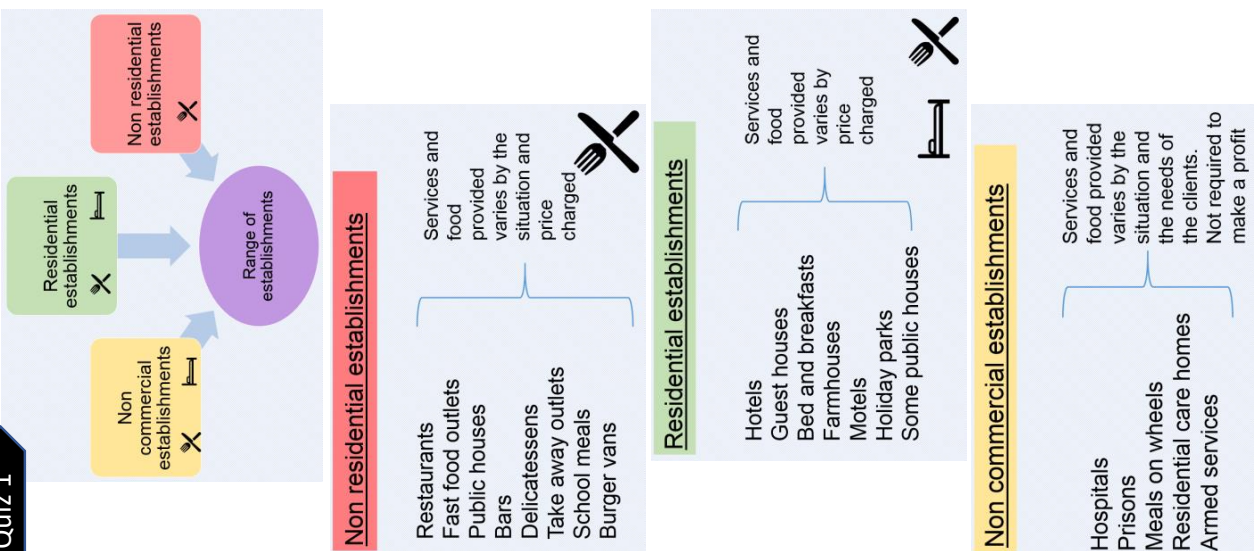 Quiz 1
Non
commercial
establishments
Residential
establishments
Non residential
establishments
Range of
establishments
Non residential establishments
Restaurants
Fast food outlets
Public houses
Bars
Delicatessens
Take away outlets
School meals
Burger vans
Services and
food
provided
varies by the
situation and
price
charged
Residential establishments
Hotels
Guest houses
Bed and breakfasts
Farmhouses
Motels
Holiday parks
Some public houses
Services and
food
provided
varies by
price
charged
Non commercial establishments
Hospitals
Prisons
Meals on wheels
Residential care homes
Armed services
Services and
food provided
varies by the
situation and
the needs of
the clients.
Not required to
make a profit